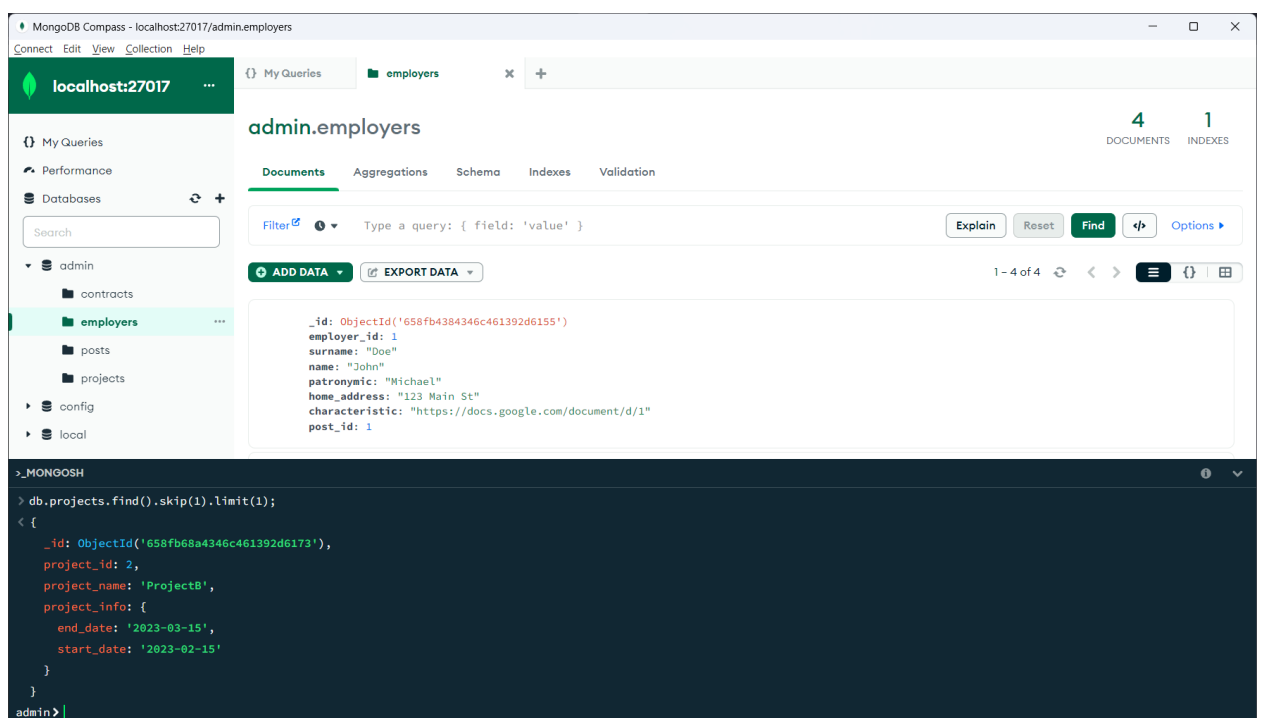 MongoDB Compass - localhost:27017/admin.employers
Connect Edit View Collection Help
localhost:27017 ...
{} My Queries
Performance
Databases
Search
admin
contracts
employers ...
posts
projects
config
local
{} My Queries employers
admin.employers
4 DOCUMENTS
1 INDEXES
Documents Aggregations Schema Indexes Validation
Filter Type a query: { field: 'value' } Explain Reset Find </> Options
ADD DATA EXPORT DATA 1 – 4 of 4 {}
_id: ObjectId('658fb4384346c461392d6155')
employer_id: 1
surname: "Doe"
name: "John"
patronymic: "Michael"
home_address: "123 Main St"
characteristic: "https://docs.google.com/document/d/1"
post_id: 1
>_MONGOSH
> db.projects.find().skip(1).limit(1);
< {
_id: ObjectId('658fb68a4346c461392d6173'),
project_id: 2,
project_name: 'ProjectB',
project_info: {
end_date: '2023-03-15',
start_date: '2023-02-15'
}
}
admin>